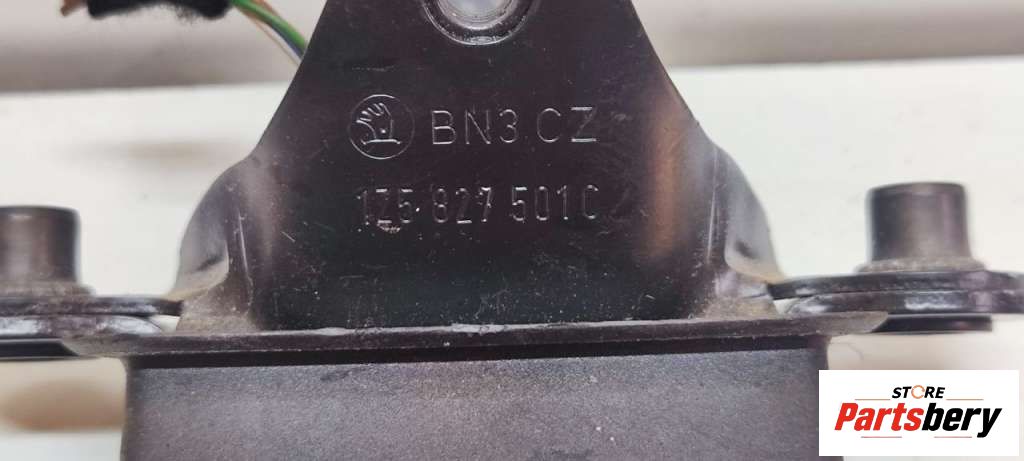 BN3 CZ
1Z5 827 501 C
STORE
Partsbery